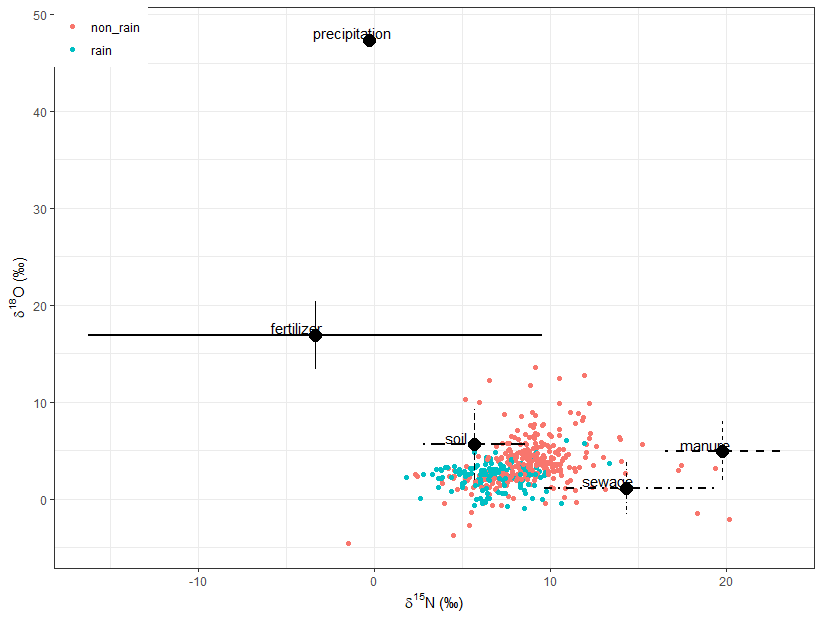 50
non_rain
rain
precipitation
40
30
δ18O (‰)
20
fertilizer
10
soil
manure
sewage
0
-10
0
10
20
δ15N (‰)